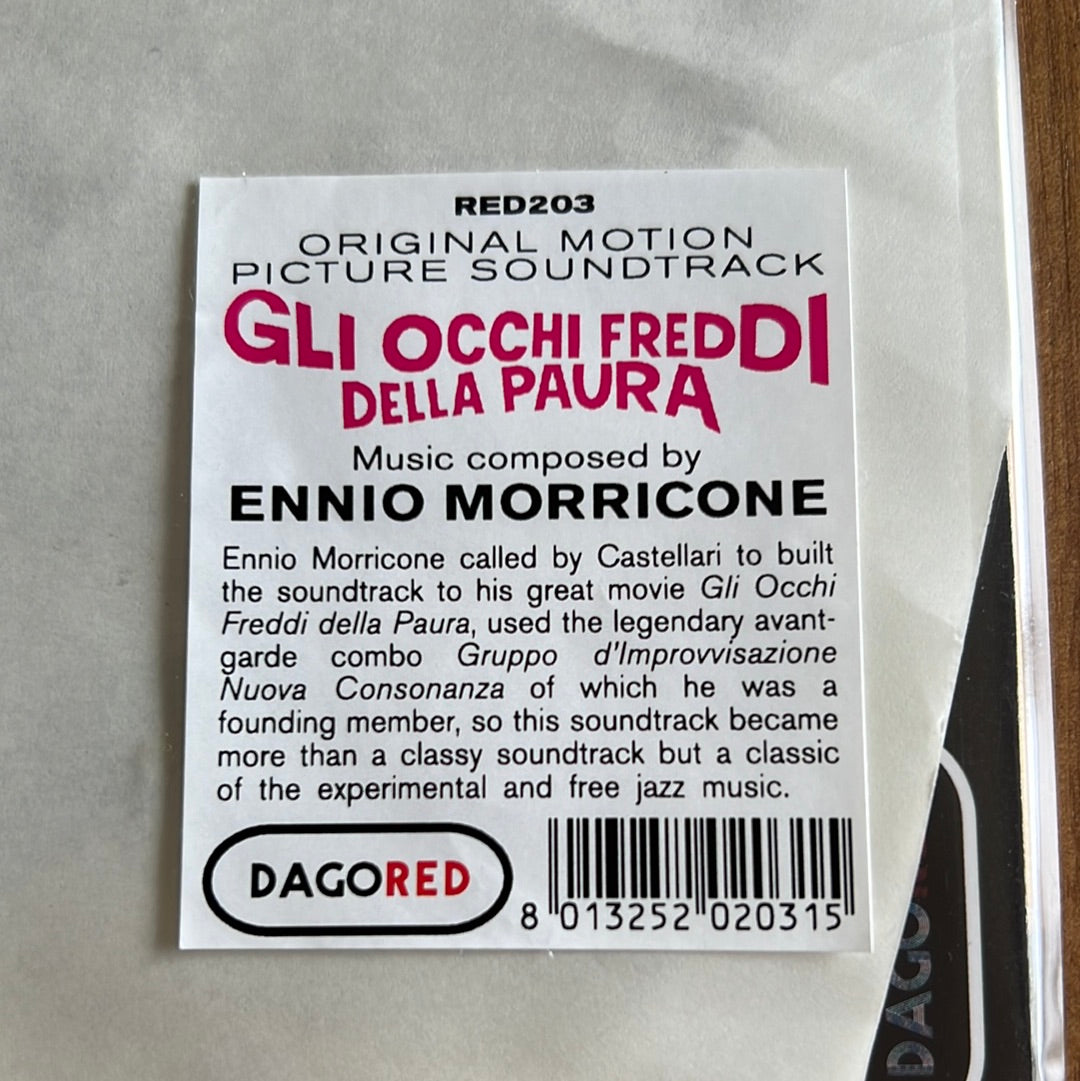 RED203
ORIGINAL MOTION
PICTURE SOUNDTRACK
GLI OCCHI FREDDI
DELLA PAURA
Music composed by
ENNIO MORRICONE
Ennio Morricone called by Castellari to built
the soundtrack to his great movie Gli Occhi
Freddi della Paura, used the legendary avant-
garde combo Gruppo d'Improvvisazione
Nuova Consonanza of which he was a
founding member, so this soundtrack became
more than a classy soundtrack but a classic
of the experimental and free jazz music.
DAGORED
8 013252 020315
DAGO